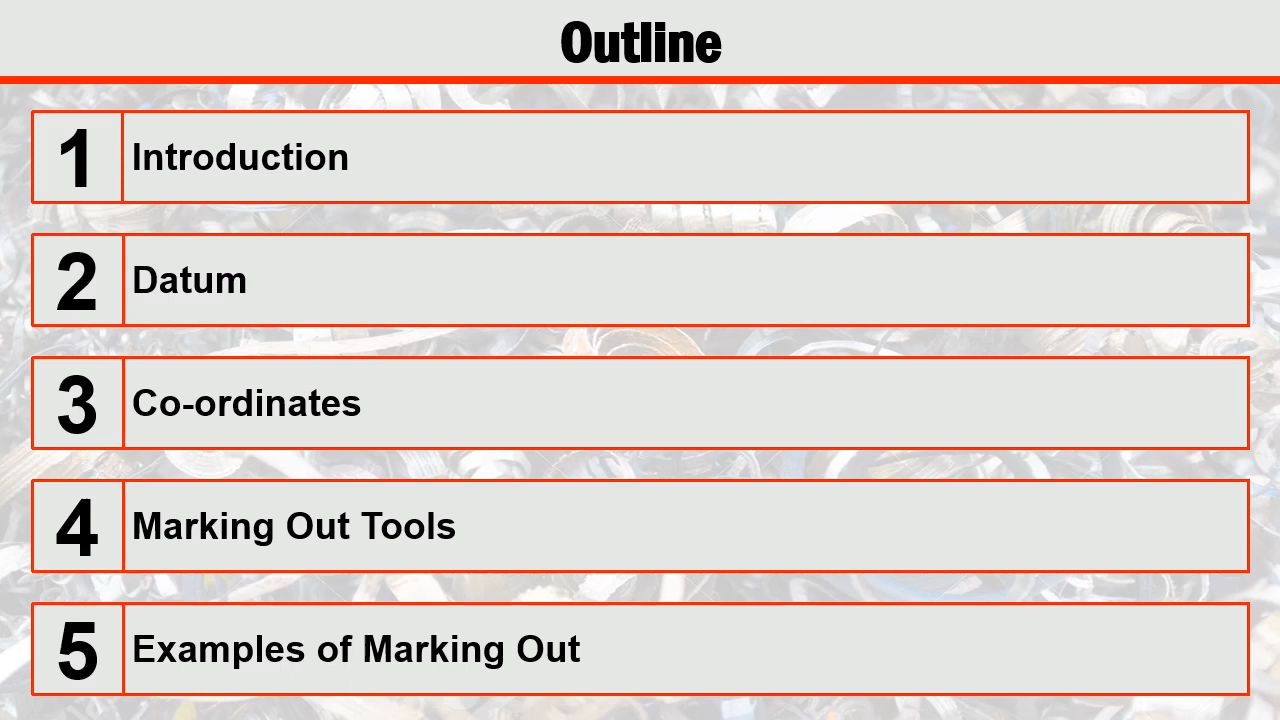 Outline
1 Introduction
2 Datum
3 Co-ordinates
4 Marking Out Tools
5 Examples of Marking Out